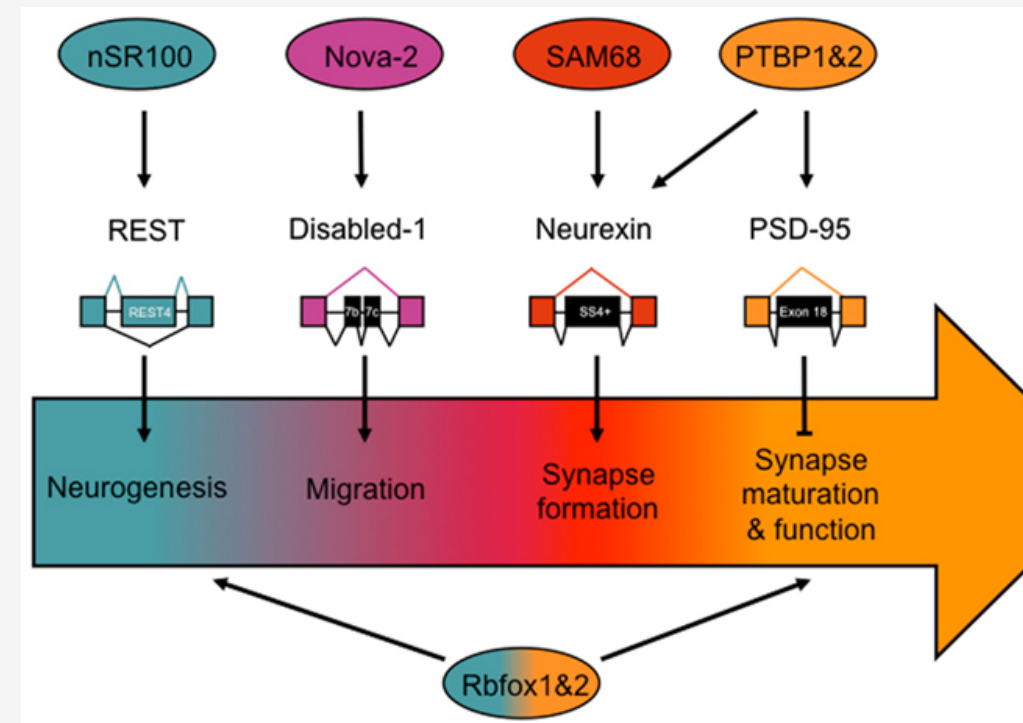 nSR100
Nova-2
SAM68
PTBP1&2
REST
Disabled-1
Neurexin
PSD-95
REST4
7b
7c
SS4+
Exon 18
Neurogenesis
Migration
Synapse
formation
Synapse
maturation
& function
Rbfox1&2